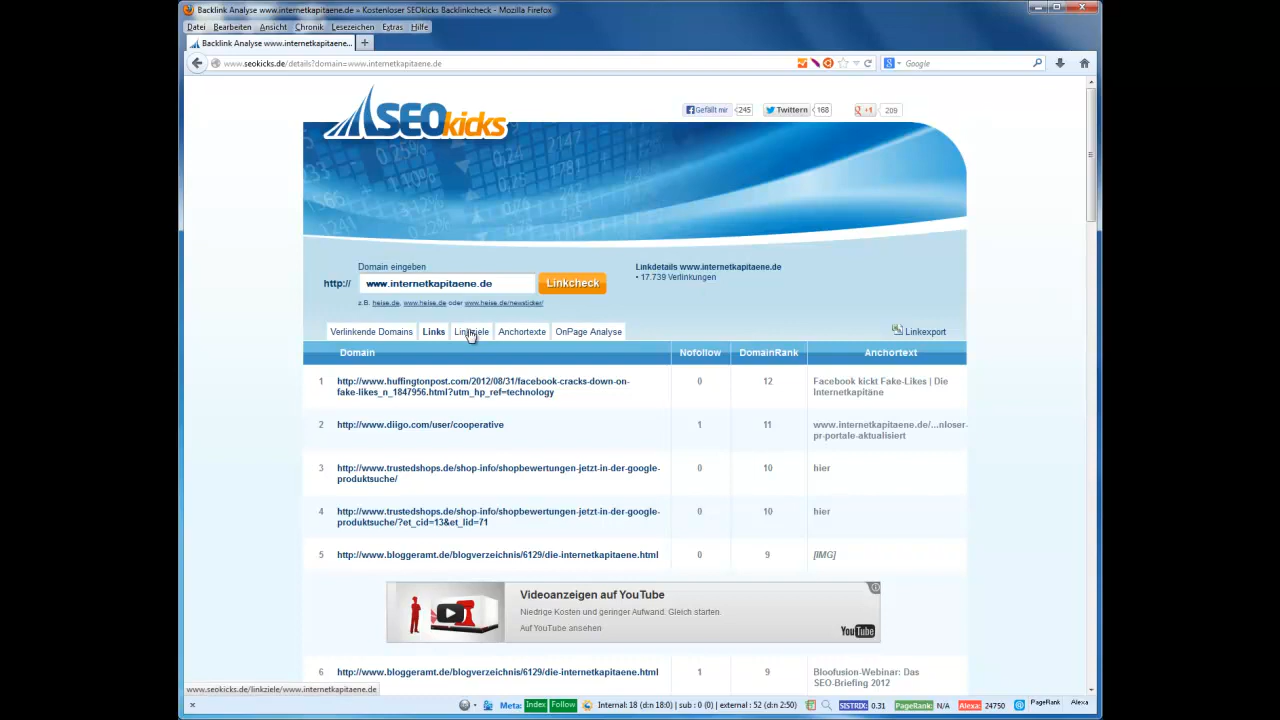 Backlink Analyse www.internetkapitaene.de » Kostenloser SEOkicks Backlinkcheck - Mozilla Firefox
Datei Bearbeiten Ansicht Chronik Lesezeichen Extras Hilfe
Backlink Analyse www.internetkapitaene...
www.seokicks.de/details?domain=www.internetkapitaene.de
Google
SEOkicks
Gefällt mir 245 Twittern 168 +1 209
Domain eingeben
http:// www.internetkapitaene.de Linkcheck
z.B. heise.de, www.heise.de oder www.heise.de/newsticker/
Linkdetails www.internetkapitaene.de
• 17.739 Verlinkungen
Verlinkende Domains Links Linkziele Anchortexte OnPage Analyse Linkexport
Domain Nofollow DomainRank Anchortext
1 http://www.huffingtonpost.com/2012/08/31/facebook-cracks-down-on- 0 12 Facebook kickt Fake-Likes | Die
fake-likes_n_1847956.html?utm_hp_ref=technology Internetkapitäne
2 http://www.diigo.com/user/cooperative 1 11 www.internetkapitaene.de/...nloser-
pr-portale-aktualisiert
3 http://www.trustedshops.de/shop-info/shopbewertungen-jetzt-in-der-google- 0 10 hier
produktsuche/
4 http://www.trustedshops.de/shop-info/shopbewertungen-jetzt-in-der-google- 0 10 hier
produktsuche/?et_cid=13&et_lid=71
5 http://www.bloggeramt.de/blogverzeichnis/6129/die-internetkapitaene.html 0 9 [IMG]
Videoanzeigen auf YouTube
Niedrige Kosten und geringer Aufwand. Gleich starten.
Auf YouTube ansehen
YouTube
6 http://www.bloggeramt.de/blogverzeichnis/6129/die-internetkapitaene.html 1 9 Bloofusion-Webinar: Das
SEO-Briefing 2012
www.seokicks.de/linkziele/www.internetkapitaene.de
Meta: Index Follow Internal: 18 (d:n 18:0) | sub : 0 (0) | external : 52 (d:n 2:50) SISTRIX: 0.31 PageRank: N/A Alexa: 24750 PageRank Alexa